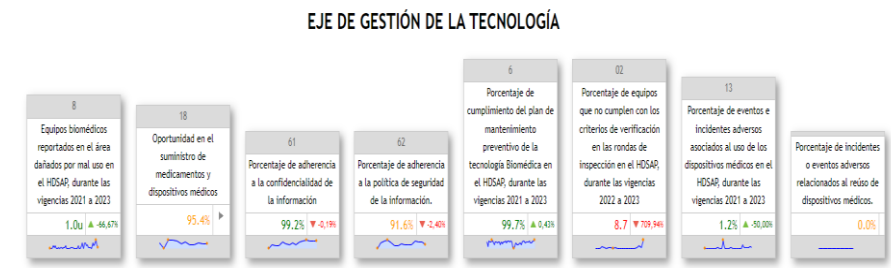 EJE DE GESTIÓN DE LA TECNOLOGÍA
8
Equipos biomédicos
reportados en el área
dañados por mal uso en
el HDSAP, durante las
vigencias 2021 a 2023
1.0u ▲ -66,67%
18
Oportunidad en el
suministro de
medicamentos y
dispositivos médicos
95.4%
61
Porcentaje de adherencia
a la confidencialidad de
la información
99.2% ▼ -0,19%
62
Porcentaje de adherencia
a la política de seguridad
de la información.
91.6% ▼ -2,40%
6
Porcentaje de
cumplimiento del plan de
mantenimiento
preventivo de la
tecnología Biomédica en
el HDSAP, durante las
vigencias 2021 a 2023
99.7% ▲ 0,43%
02
Porcentaje de equipos
que no cumplen con los
criterios de verificación
en las rondas de
inspección en el HDSAP,
durante las vigencias
2022 a 2023
8.7 ▼ 709,94%
13
Porcentaje de eventos e
incidentes adversos
asociados al uso de los
dispositivos médicos en el
HDSAP, durante las
vigencias 2021 a 2023
1.2% ▲ -50,00%
Porcentaje de incidentes
o eventos adversos
relacionados al reúso de
dispositivos médicos.
0.0%